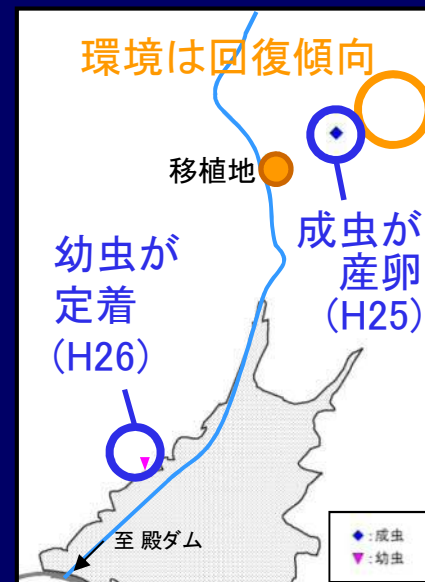 環境は回復傾向
移植地
成虫が
産卵
(H25)
幼虫が
定着
(H26)
至 殿ダム
◆:成虫
▼:幼虫